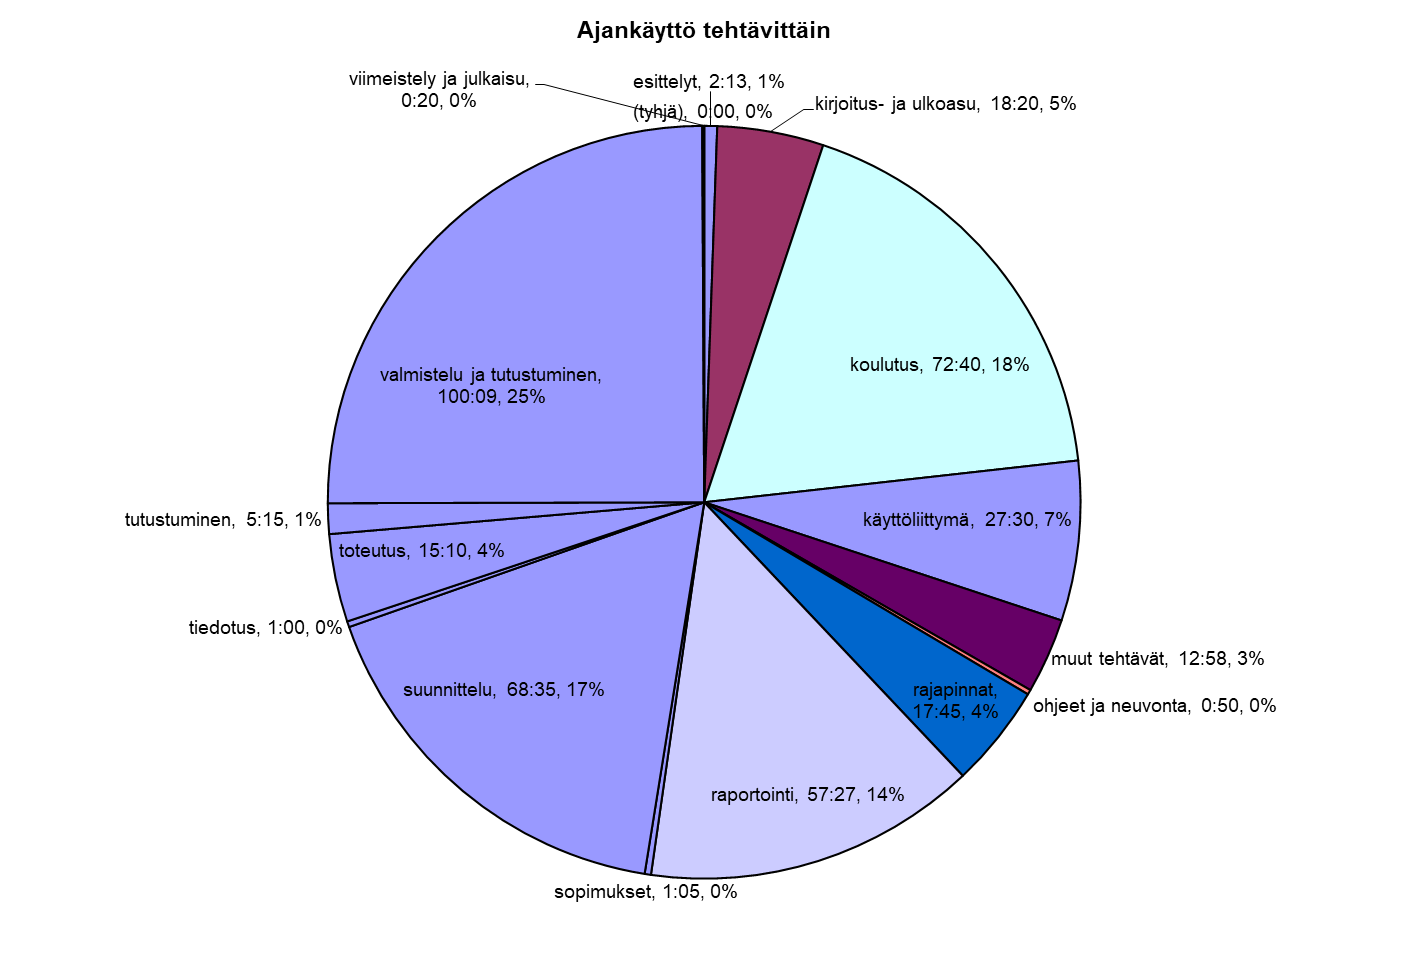 Ajankäyttö tehtävittäin
viimeistely ja julkaisu,
0:20, 0%
esittelyt, 2:13, 1%
(tyhjä), 0:00, 0%
kirjoitus- ja ulkoasu, 18:20, 5%
koulutus, 72:40, 18%
valmistelu ja tutustuminen,
100:09, 25%
käyttöliittymä, 27:30, 7%
tutustuminen, 5:15, 1%
toteutus, 15:10, 4%
tiedotus, 1:00, 0%
muut tehtävät, 12:58, 3%
suunnittelu, 68:35, 17%
rajapinnat,
17:45, 4%
ohjeet ja neuvonta, 0:50, 0%
raportointi, 57:27, 14%
sopimukset, 1:05, 0%